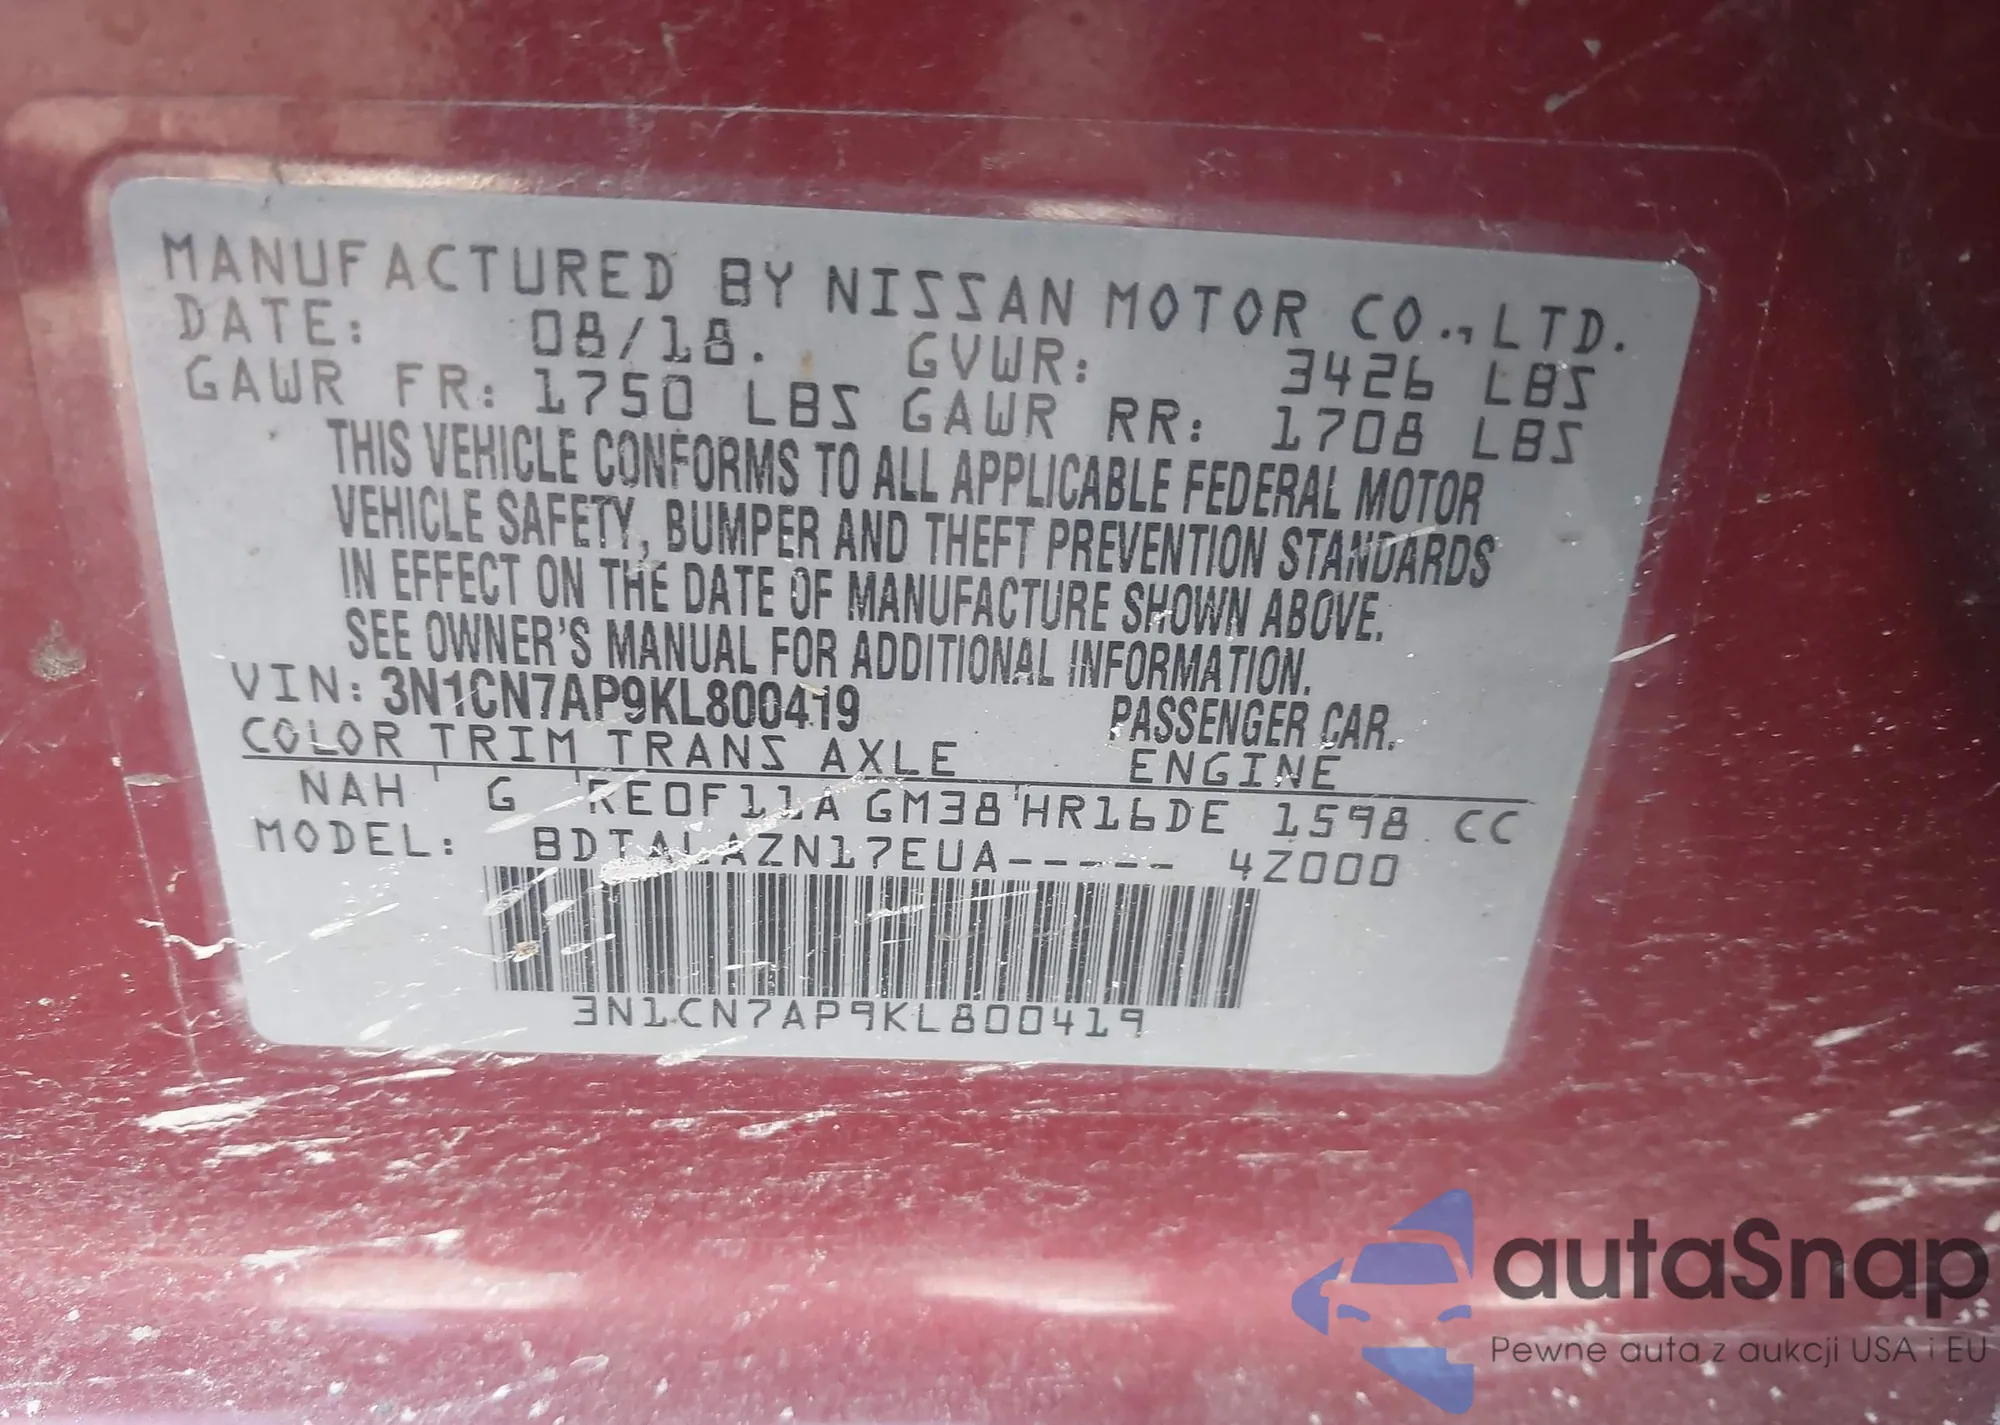 MANUFACTURED BY NISSAN MOTOR CO., LTD.
DATE: 08/18. GVWR: 3426 LBS
GAWR FR: 1750 LBS GAWR RR: 1708 LBS
THIS VEHICLE CONFORMS TO ALL APPLICABLE FEDERAL MOTOR
VEHICLE SAFETY, BUMPER AND THEFT PREVENTION STANDARDS
IN EFFECT ON THE DATE OF MANUFACTURE SHOWN ABOVE.
SEE OWNER'S MANUAL FOR ADDITIONAL INFORMATION.
VIN: 3N1CN7AP9KL800419 PASSENGER CAR.
COLOR TRIM TRANS AXLE ENGINE
NAH G RE0F11A GM38 HR16DE 1598 CC
MODEL: BDTALAZN17EUA----- 4Z000
3N1CN7AP9KL800419
autaSnap
Pewne auta z aukcji USA i EU